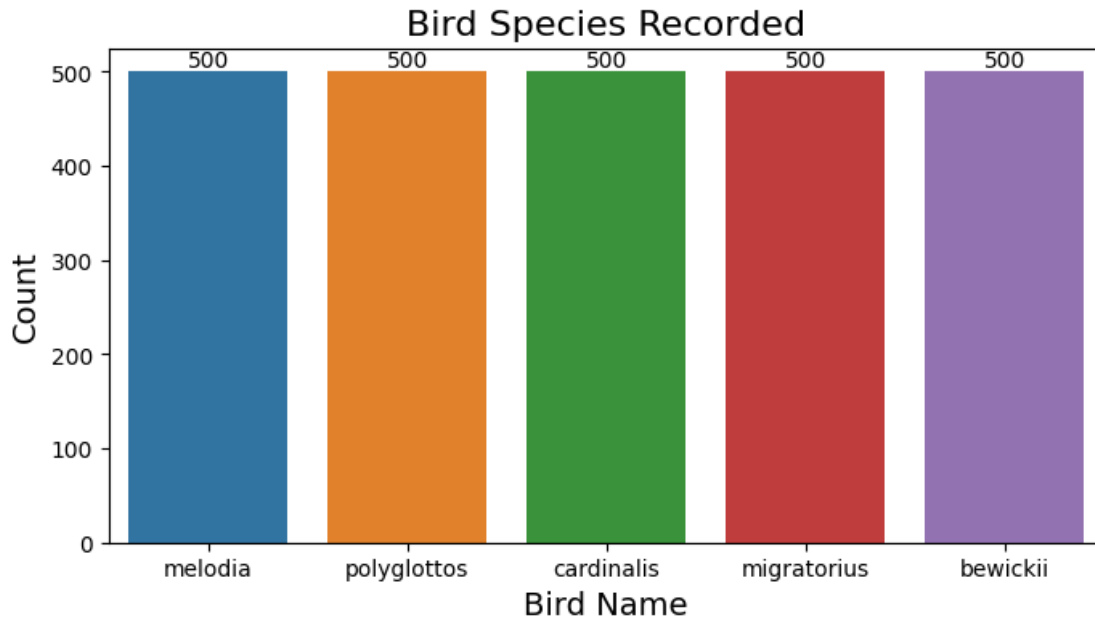 Bird Species Recorded
500 500 500 500 500
500
400
300
200
100
0
Count
melodia polyglottos cardinalis migratorius bewickii
Bird Name